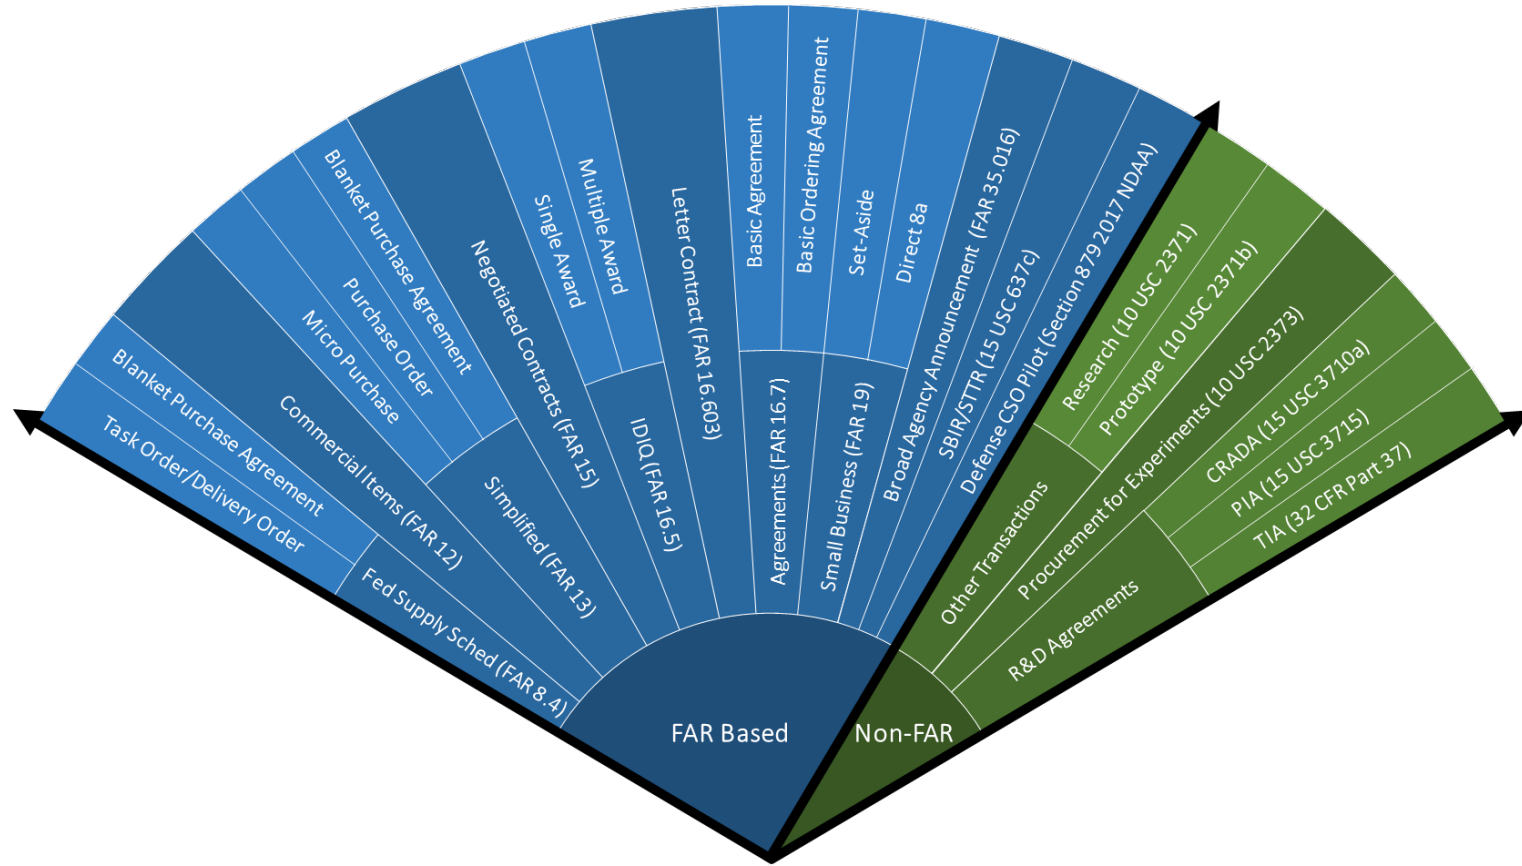 Task Order/Delivery Order
Blanket Purchase Agreement
Fed Supply Sched (FAR 8.4)
Commercial Items (FAR 12)
Micro Purchase
Purchase Order
Blanket Purchase Agreement
Simplified (FAR 13)
Negotiated Contracts (FAR 15)
Single Award
Multiple Award
IDIQ (FAR 16.5)
Letter Contract (FAR 16.603)
Basic Agreement
Basic Ordering Agreement
Agreements (FAR 16.7)
Set-Aside
Direct 8a
Small Business (FAR 19)
Broad Agency Announcement (FAR 35.016)
SBIR/STTR (15 USC 637c)
Defense CSO Pilot (Section 879 2017 NDAA)
Research (10 USC 2371)
Prototype (10 USC 2371b)
Other Transactions
Procurement for Experiments (10 USC 2373)
CRADA (15 USC 3710a)
PIA (15 USC 3715)
TIA (32 CFR Part 37)
R&D Agreements
FAR Based
Non-FAR